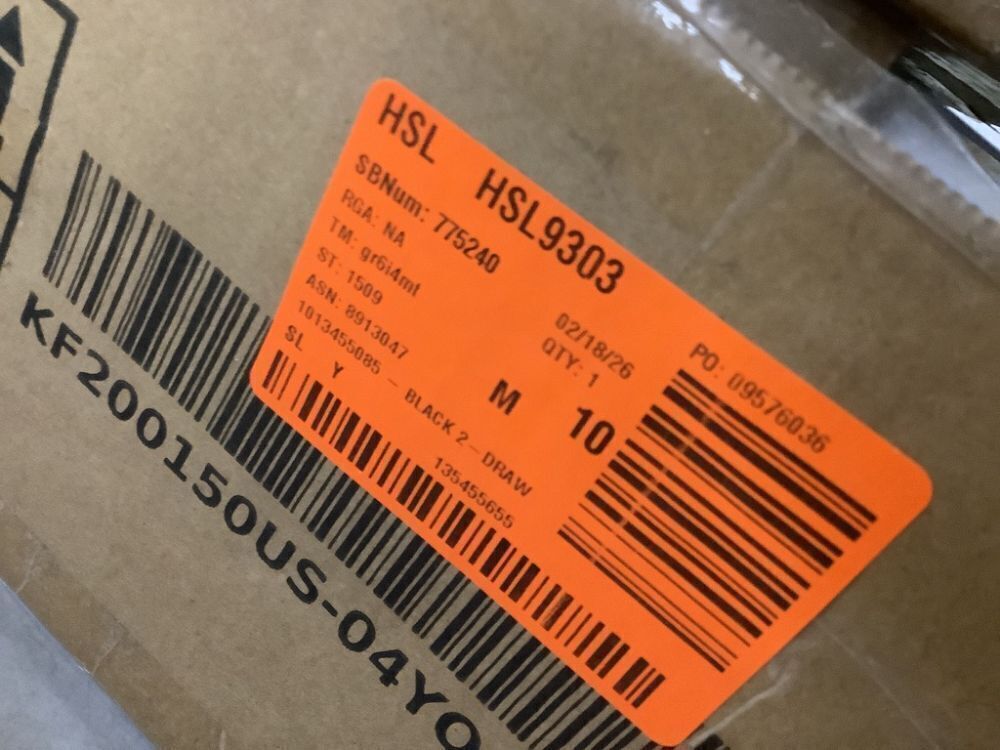 HSL HSL9303
SBNum: 775240
RGA: NA
02/18/26
PO: 09576036
TM: gr6i4mt
QTY: 1
ST: 1509
ASN: 8913047
M 10
1013455085 - BLACK 2-DRAW
SL Y 135455655
KF200150US-04YO